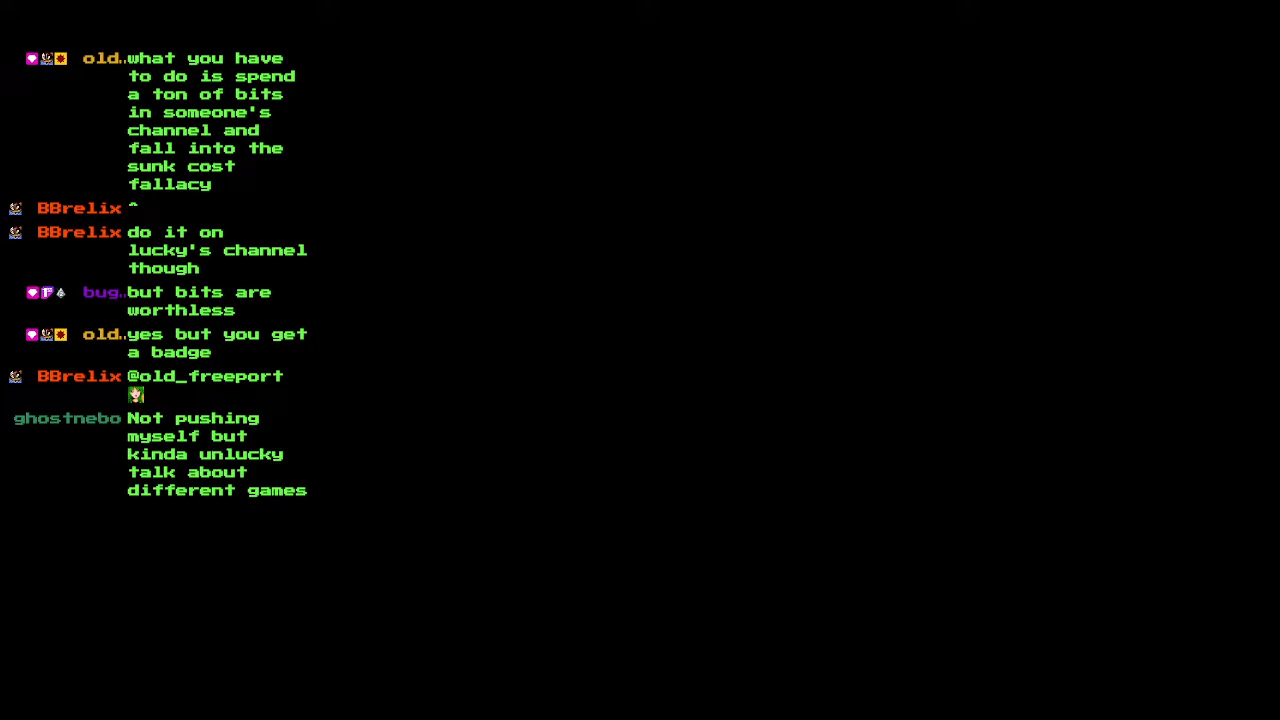 old..what you have
to do is spend
a ton of bits
in someone's
channel and
fall into the
sunk cost
fallacy
BBrelix ^
BBrelix do it on
lucky's channel
though
bug..but bits are
worthless
old..yes but you get
a badge
BBrelix @old_freeport
ghostnebo Not pushing
myself but
kinda unlucky
talk about
different games